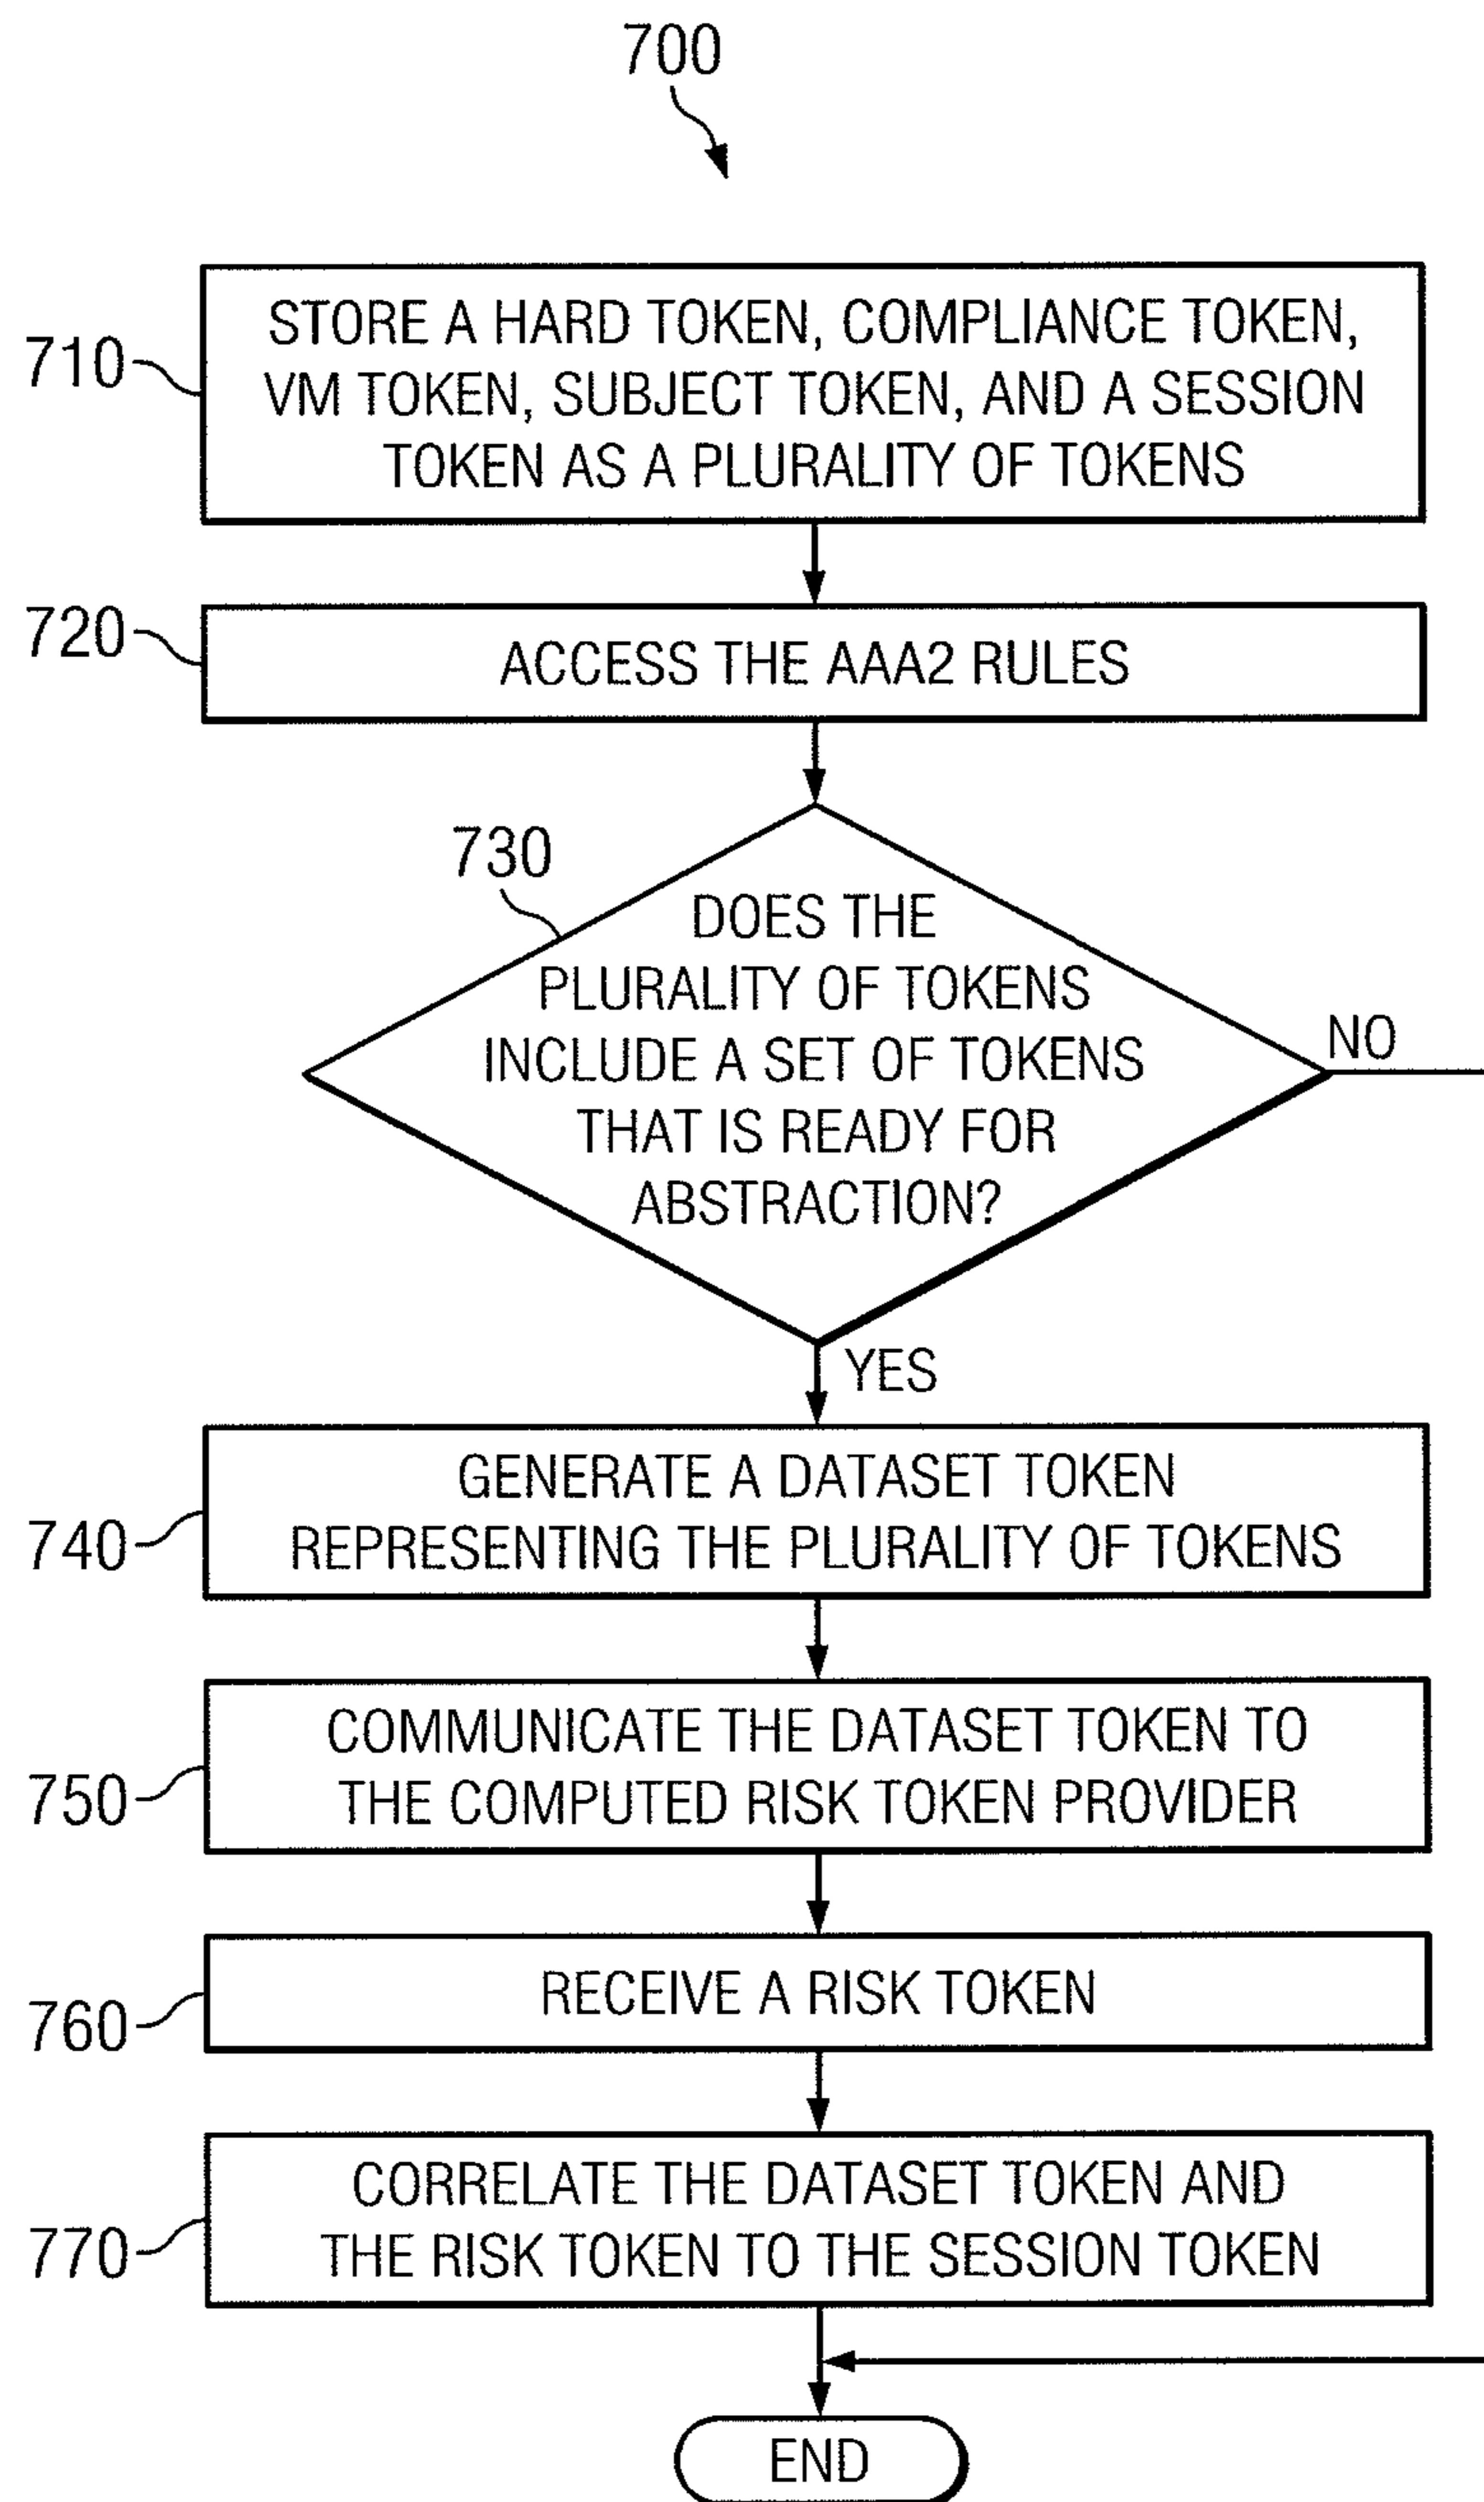 700
710
STORE A HARD TOKEN, COMPLIANCE TOKEN,
VM TOKEN, SUBJECT TOKEN, AND A SESSION
TOKEN AS A PLURALITY OF TOKENS
720
ACCESS THE AAA2 RULES
730
DOES THE
PLURALITY OF TOKENS
INCLUDE A SET OF TOKENS
THAT IS READY FOR
ABSTRACTION?
NO
YES
740
GENERATE A DATASET TOKEN
REPRESENTING THE PLURALITY OF TOKENS
750
COMMUNICATE THE DATASET TOKEN TO
THE COMPUTED RISK TOKEN PROVIDER
760
RECEIVE A RISK TOKEN
770
CORRELATE THE DATASET TOKEN AND
THE RISK TOKEN TO THE SESSION TOKEN
END